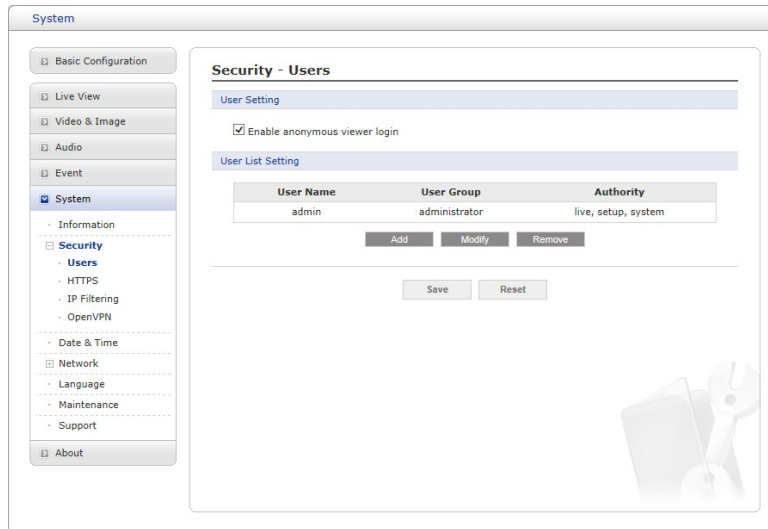 System
Basic Configuration
Live View
Video & Image
Audio
Event
System
Information
Security
Users
HTTPS
IP Filtering
OpenVPN
Date & Time
Network
Language
Maintenance
Support
About
Security - Users
User Setting
Enable anonymous viewer login
User List Setting
User Name User Group Authority
admin administrator live, setup, system
Add Modify Remove
Save Reset